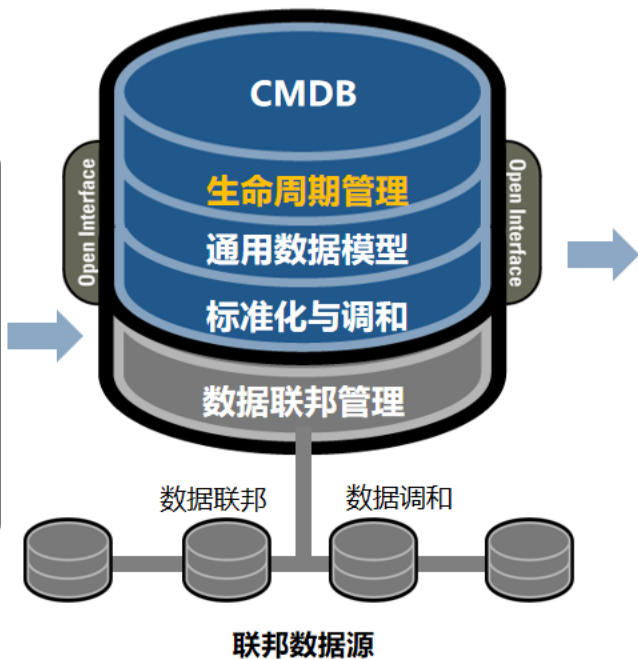 CMDB
生命周期管理
Open Interface
Open Interface
通用数据模型
标准化与调和
数据联邦管理
数据联邦
数据调和
联邦数据源